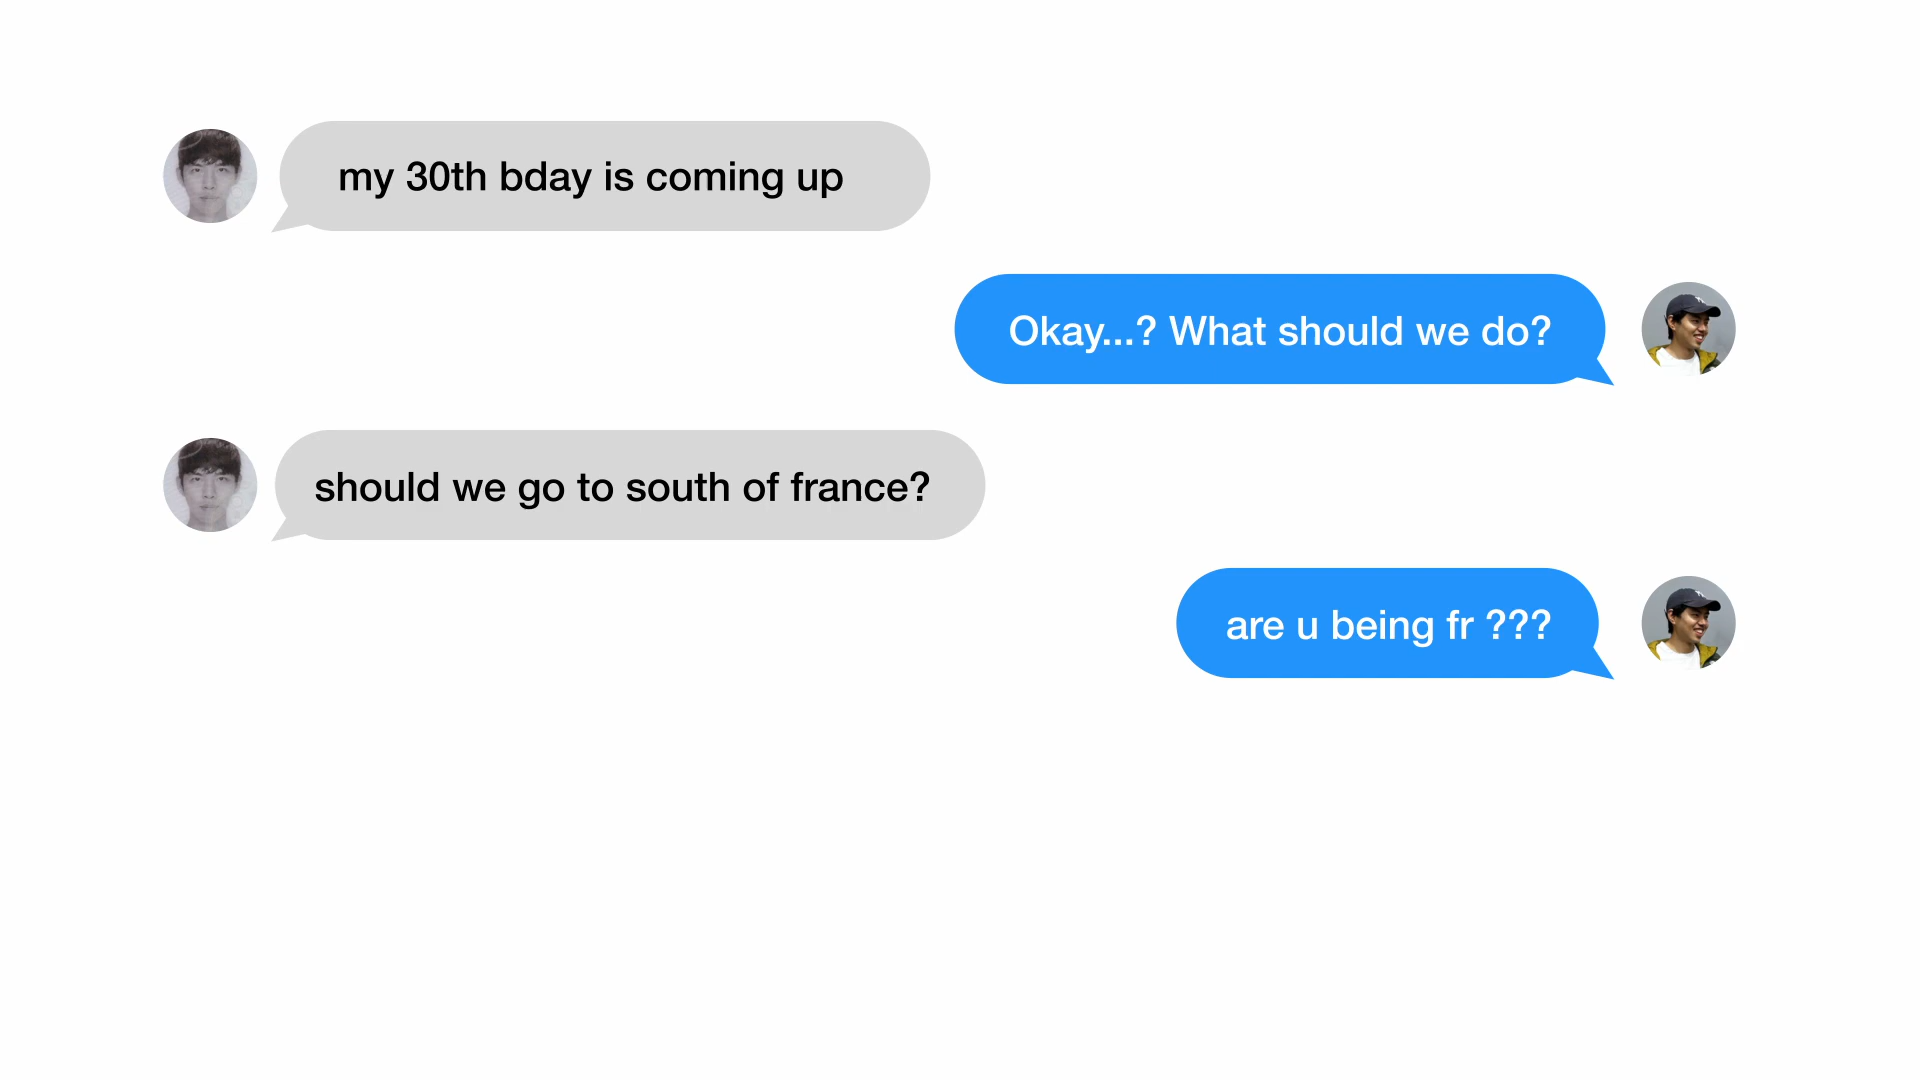 my 30th bday is coming up
Okay...? What should we do?
should we go to south of france?
are u being fr ???